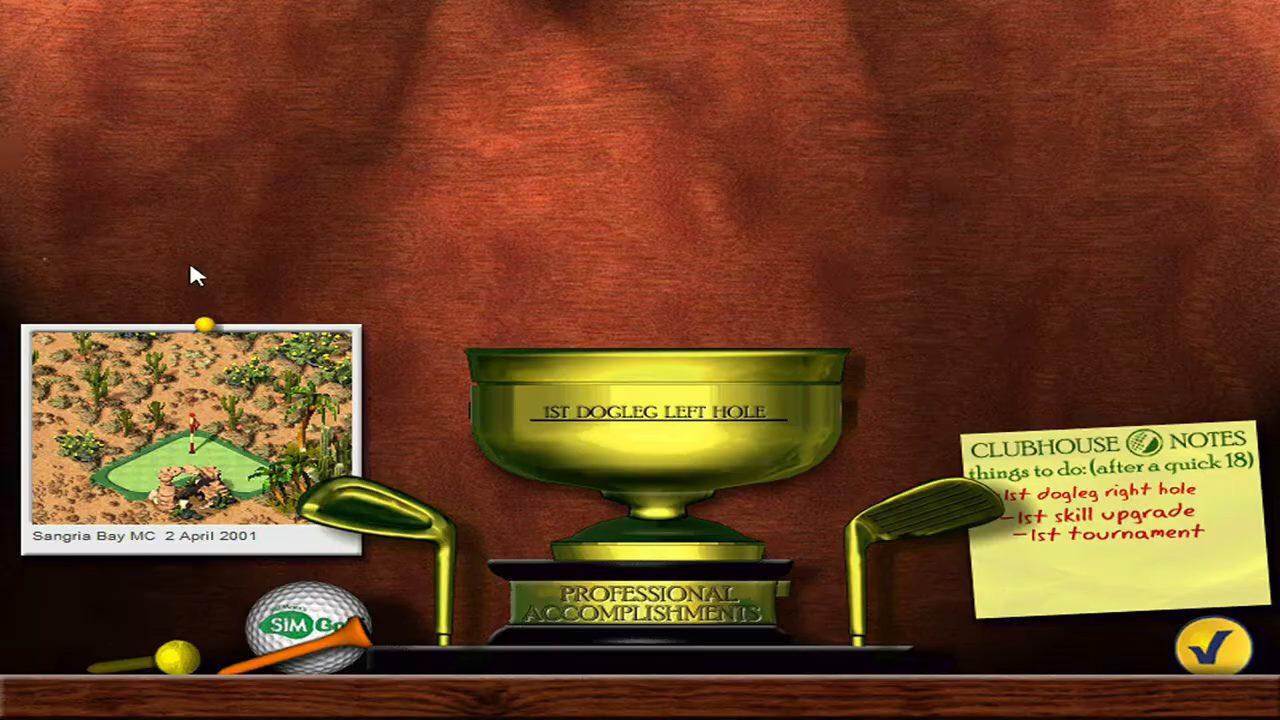 1ST DOGLEG LEFT HOLE
PROFESSIONAL
ACCOMPLISHMENTS
Sangria Bay MC 2 April 2001
SIM Go
CLUBHOUSE NOTES
things to do: (after a quick 18)
-1st dogleg right hole
-1st skill upgrade
-1st tournament